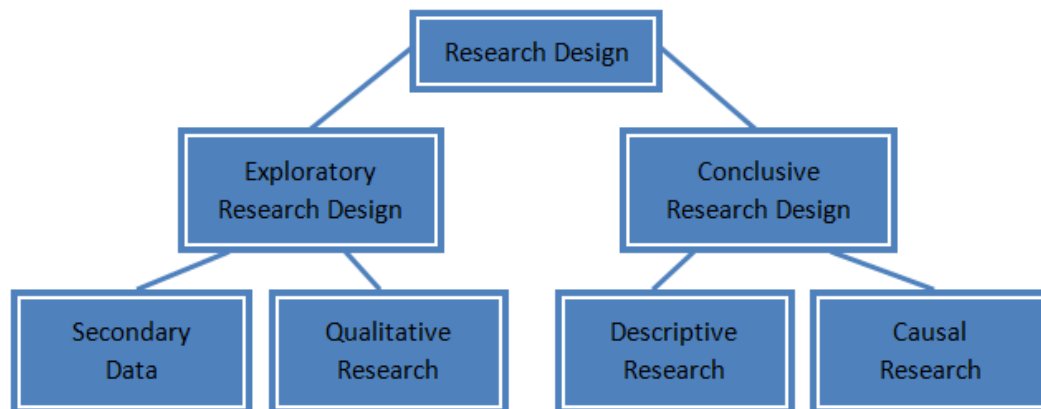 Research Design
Exploratory
Research Design
Conclusive
Research Design
Secondary
Data
Qualitative
Research
Descriptive
Research
Causal
Research